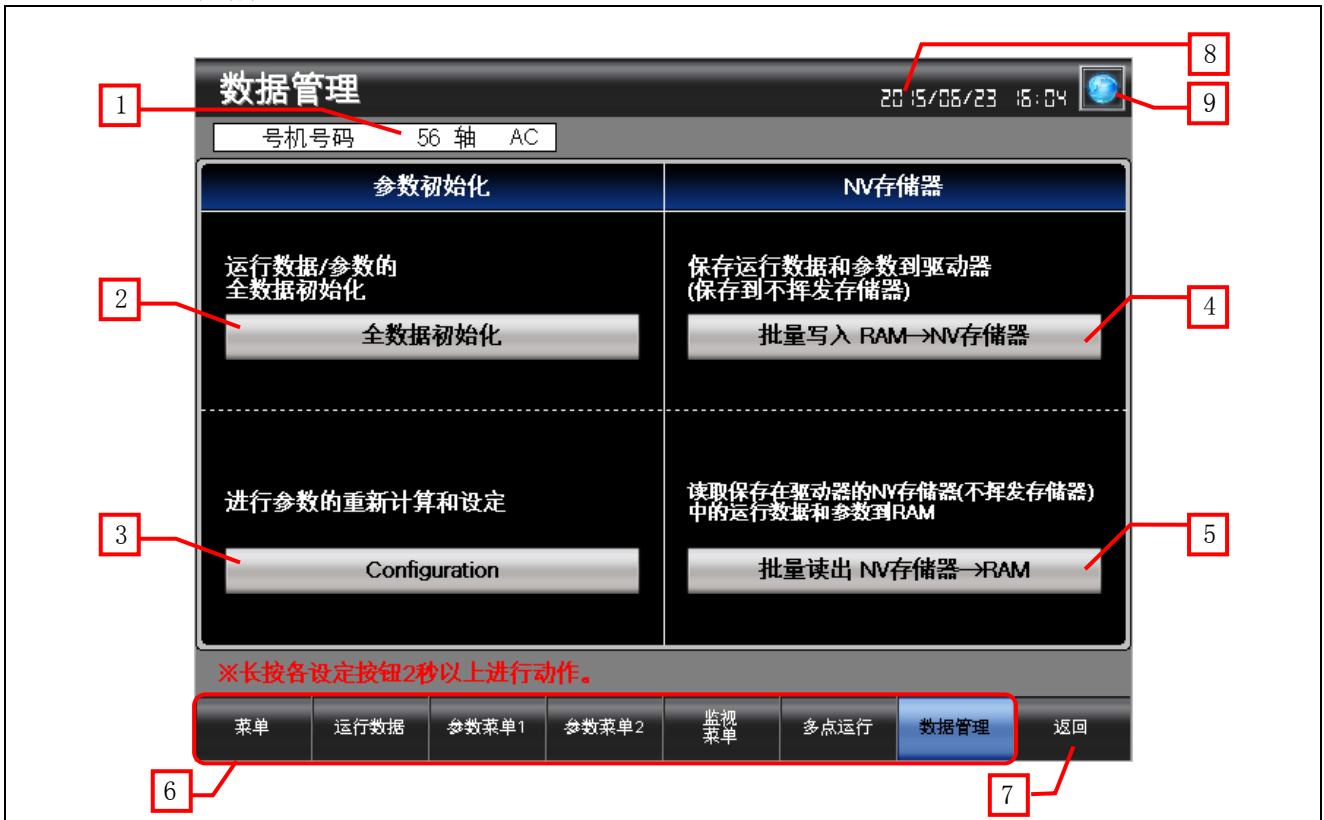 数据管理
2015/06/23 16:04
号机号码 56 轴 AC
参数初始化
NV存储器
运行数据/参数的
全数据初始化
全数据初始化
保存运行数据和参数到驱动器
(保存到不挥发存储器)
批量写入 RAM→NV存储器
进行参数的重新计算和设定
Configuration
读取保存在驱动器的NV存储器(不挥发存储器)
中的运行数据和参数到RAM
批量读出 NV存储器→RAM
※长按各设定按钮2秒以上进行动作。
菜单
运行数据
参数菜单1
参数菜单2
监视
菜单
多点运行
数据管理
返回
1
2
3
4
5
6
7
8
9